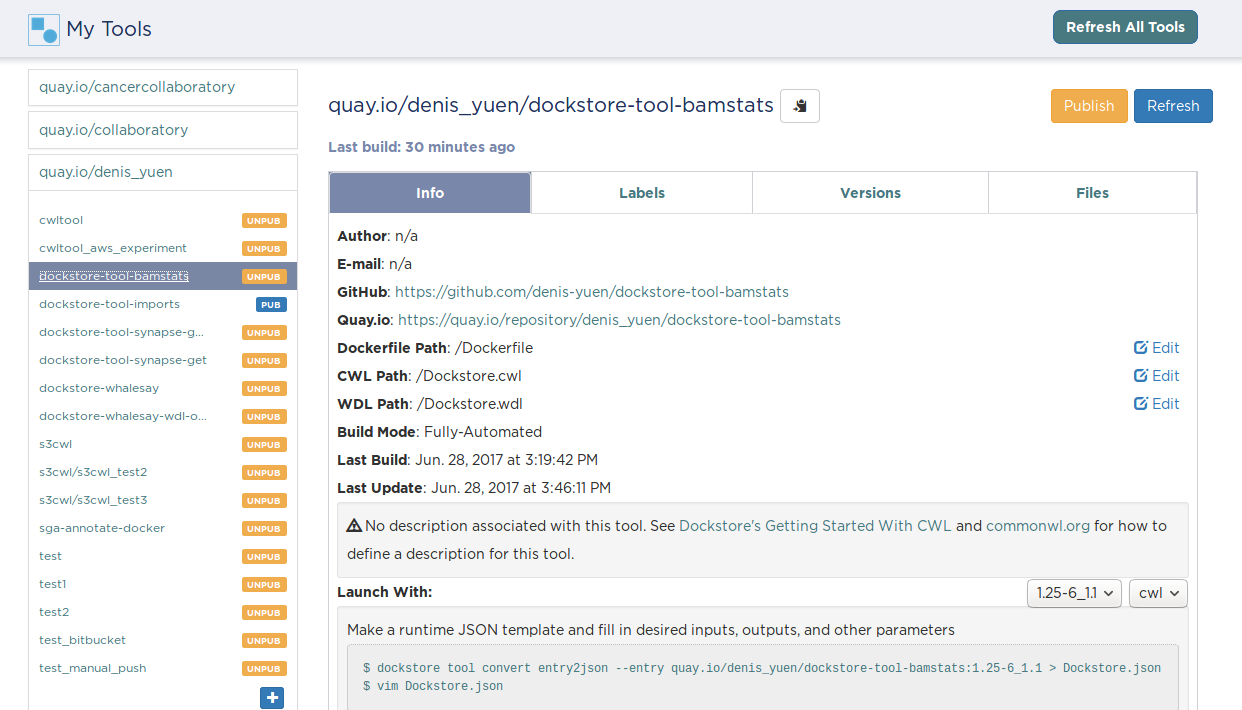 My Tools
Refresh All Tools
quay.io/cancercollaboratory
quay.io/collaboratory
quay.io/denis_yuen
cwltool UNPUB
cwltool_aws_experiment UNPUB
dockstore-tool-bamstats UNPUB
dockstore-tool-imports PUB
dockstore-tool-synapse-g... UNPUB
dockstore-tool-synapse-get UNPUB
dockstore-whalesay UNPUB
dockstore-whalesay-wdl-o... UNPUB
s3cwl UNPUB
s3cwl/s3cwl_test2 UNPUB
s3cwl/s3cwl_test3 UNPUB
sga-annotate-docker UNPUB
test UNPUB
test1 UNPUB
test2 UNPUB
test_bitbucket UNPUB
test_manual_push UNPUB
quay.io/denis_yuen/dockstore-tool-bamstats
Publish Refresh
Last build: 30 minutes ago
Info Labels Versions Files
Author: n/a
E-mail: n/a
GitHub: https://github.com/denis-yuen/dockstore-tool-bamstats
Quay.io: https://quay.io/repository/denis_yuen/dockstore-tool-bamstats
Dockerfile Path: /Dockerfile Edit
CWL Path: /Dockstore.cwl Edit
WDL Path: /Dockstore.wdl Edit
Build Mode: Fully-Automated
Last Build: Jun. 28, 2017 at 3:19:42 PM
Last Update: Jun. 28, 2017 at 3:46:11 PM
No description associated with this tool. See Dockstore's Getting Started With CWL and commonwl.org for how to
define a description for this tool.
Launch With: 1.25-6_1.1 cwl
Make a runtime JSON template and fill in desired inputs, outputs, and other parameters
$ dockstore tool convert entry2json --entry quay.io/denis_yuen/dockstore-tool-bamstats:1.25-6_1.1 > Dockstore.json
$ vim Dockstore.json